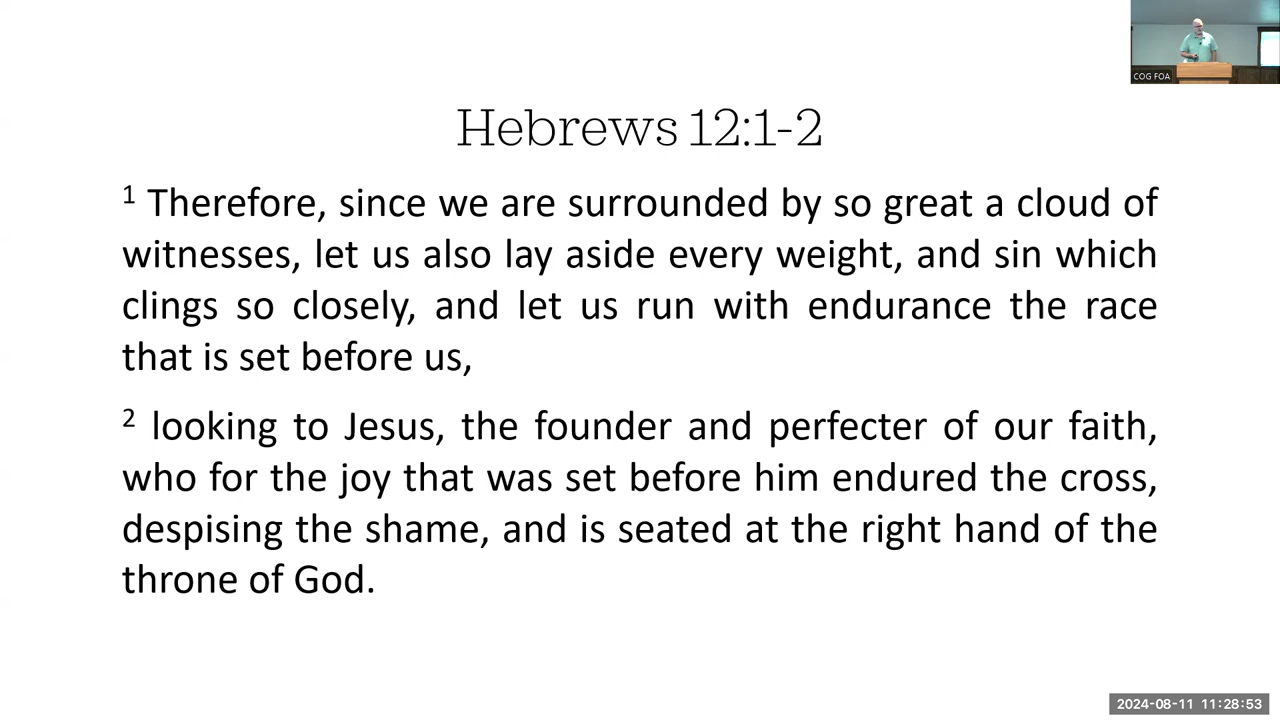 COG FOA
Hebrews 12:1-2
1 Therefore, since we are surrounded by so great a cloud of
witnesses, let us also lay aside every weight, and sin which
clings so closely, and let us run with endurance the race
that is set before us,
2 looking to Jesus, the founder and perfecter of our faith,
who for the joy that was set before him endured the cross,
despising the shame, and is seated at the right hand of the
throne of God.
2024-08-11 11:28:53